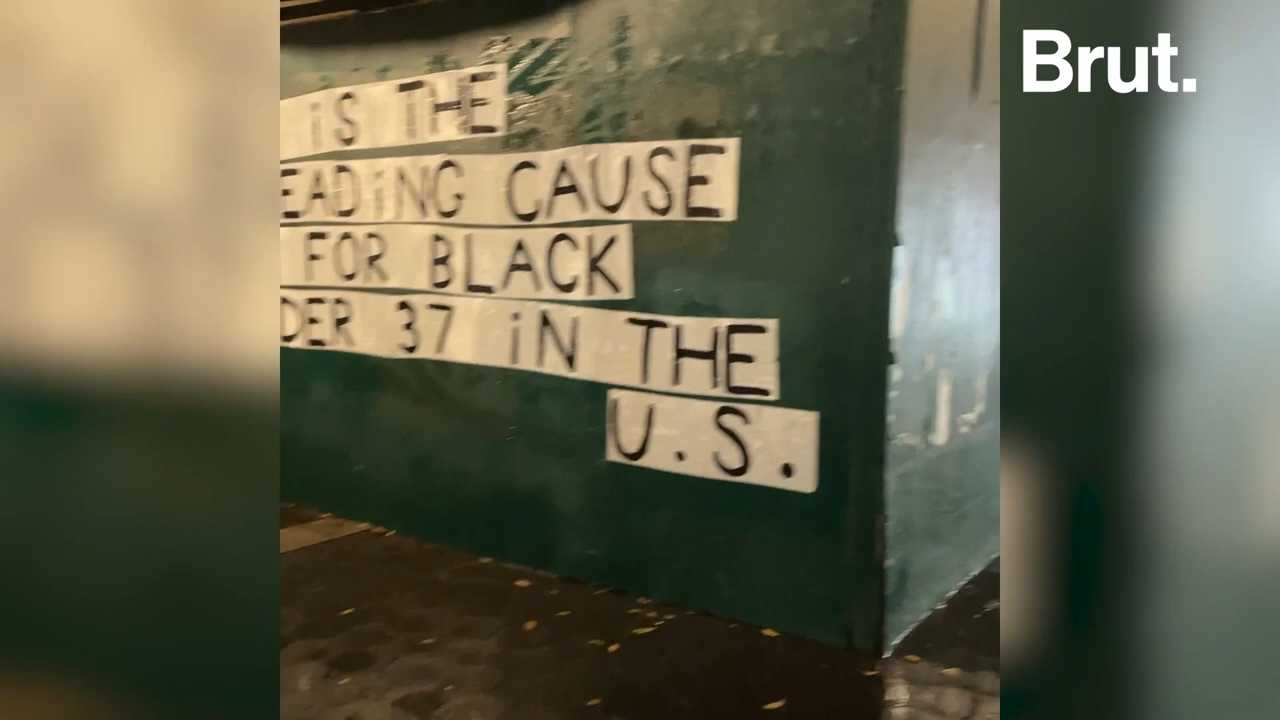 iS THE
EADiNG CAUSE
FOR BLACK
DER 37 iN THE
U.S.
Brut.